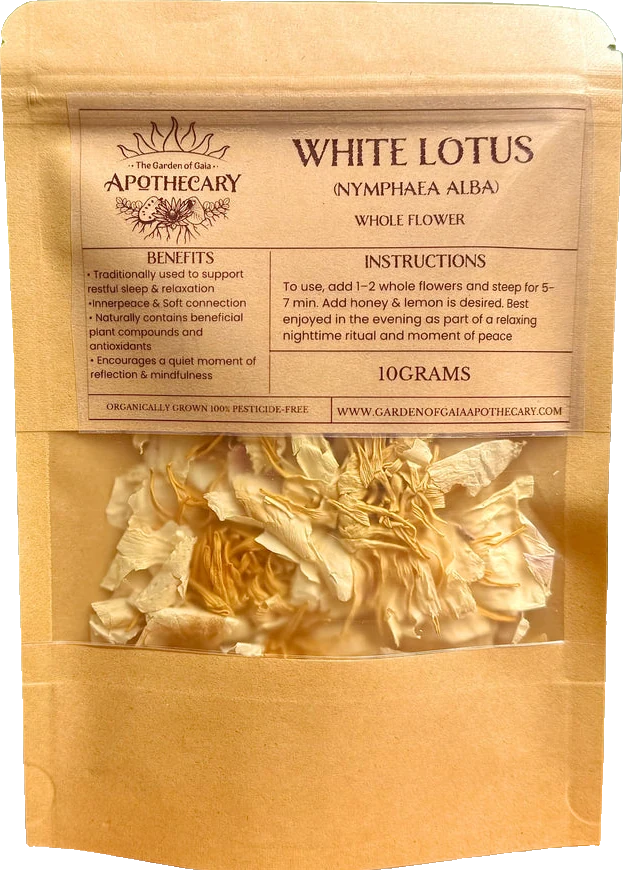 ·· The Garden of Gaia ··
APOTHECARY
WHITE LOTUS
(NYMPHAEA ALBA)
WHOLE FLOWER
BENEFITS
• Traditionally used to support
restful sleep & relaxation
•Innerpeace & Soft connection
• Naturally contains beneficial
plant compounds and
antioxidants
• Encourages a quiet moment of
reflection & mindfulness
INSTRUCTIONS
To use, add 1–2 whole flowers and steep for 5–
7 min. Add honey & lemon is desired. Best
enjoyed in the evening as part of a relaxing
nighttime ritual and moment of peace
10GRAMS
ORGANICALLY GROWN 100% PESTICIDE-FREE
WWW.GARDENOFGAIAAPOTHECARY.COM